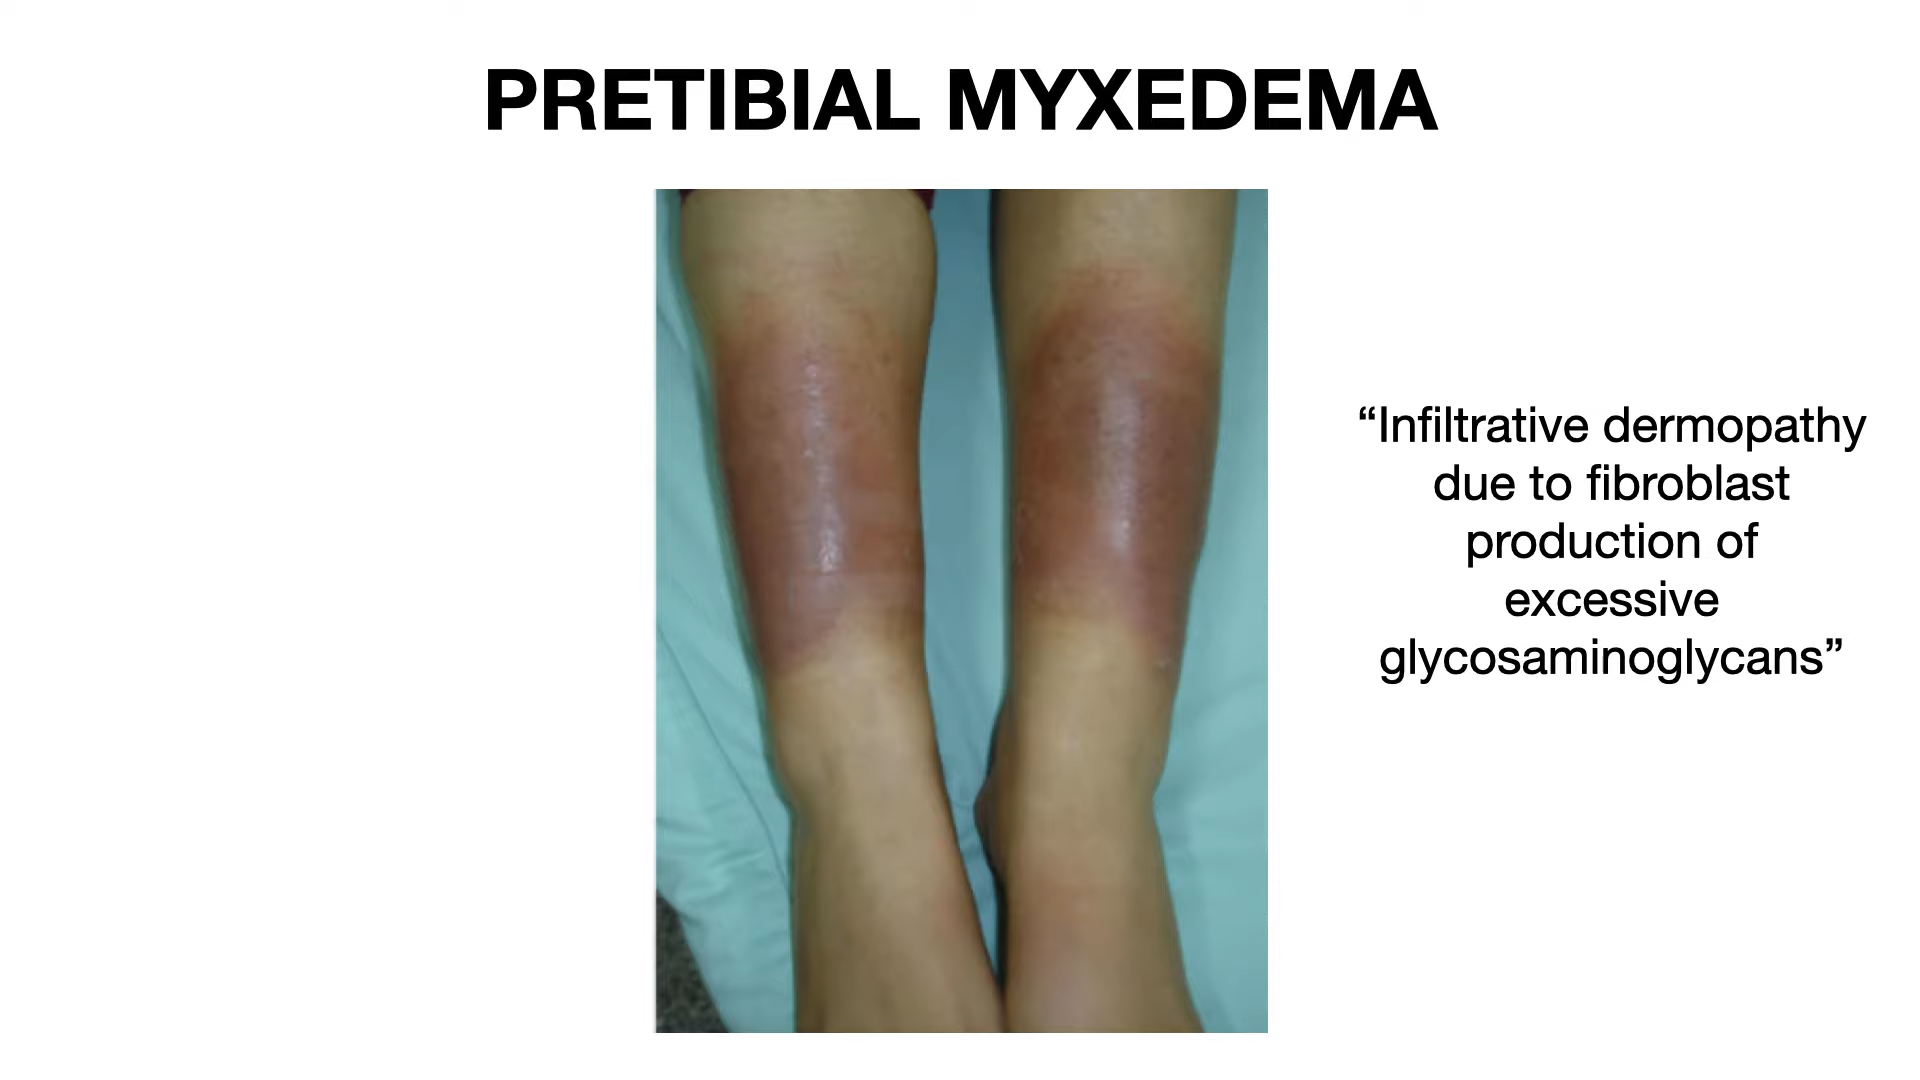 PRETIBIAL MYXEDEMA
“Infiltrative dermopathy
due to fibroblast
production of
excessive
glycosaminoglycans”